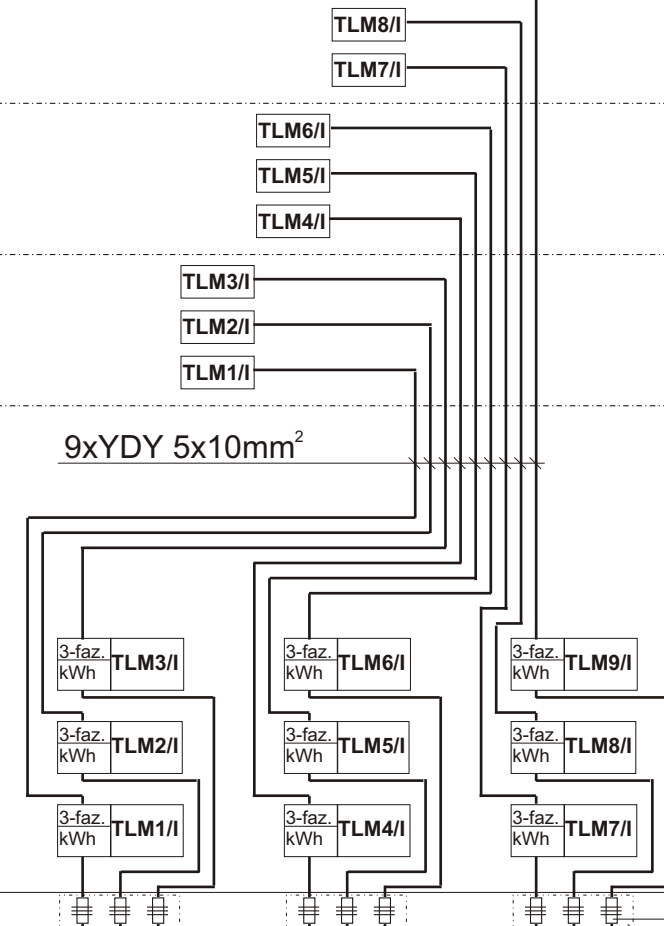 TLM8/I
TLM7/I
TLM6/I
TLM5/I
TLM4/I
TLM3/I
TLM2/I
TLM1/I
9xYDY 5x10mm²
3-faz.
kWh
TLM3/I
3-faz.
kWh
TLM6/I
3-faz.
kWh
TLM9/I
3-faz.
kWh
TLM2/I
3-faz.
kWh
TLM5/I
3-faz.
kWh
TLM8/I
3-faz.
kWh
TLM1/I
3-faz.
kWh
TLM4/I
3-faz.
kWh
TLM7/I